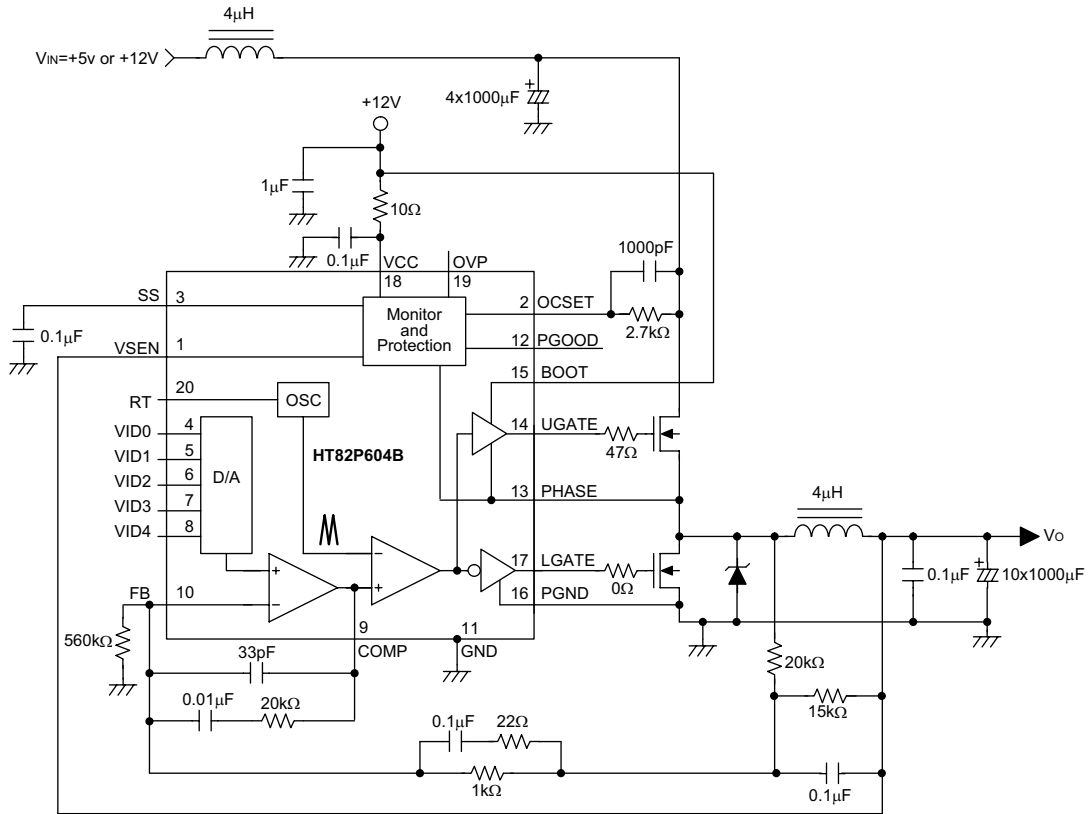 4μH
VIN=+5v or +12V
+
4x1000μF
+12V
1μF
10Ω
0.1μF
VCC
18
OVP
19
1000pF
SS
3
0.1μF
Monitor
and
Protection
2
OCSET
2.7kΩ
12
PGOOD
VSEN
1
15
BOOT
RT
20
OSC
14
UGATE
47Ω
VID0
4
VID1
5
VID2
6
VID3
7
VID4
8
D/A
HT82P604B
13
PHASE
4μH
VO
+
−
−
+
17
LGATE
0Ω
16
PGND
0.1μF
+
10x1000μF
FB
10
560kΩ
9
COMP
11
GND
33pF
0.01μF
20kΩ
20kΩ
15kΩ
0.1μF
22Ω
1kΩ
0.1μF